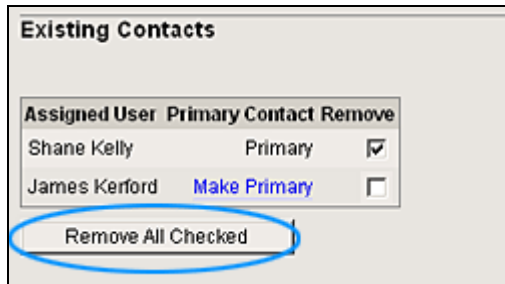 Existing Contacts
Assigned User Primary Contact Remove
Shane Kelly Primary
James Kerford Make Primary
Remove All Checked